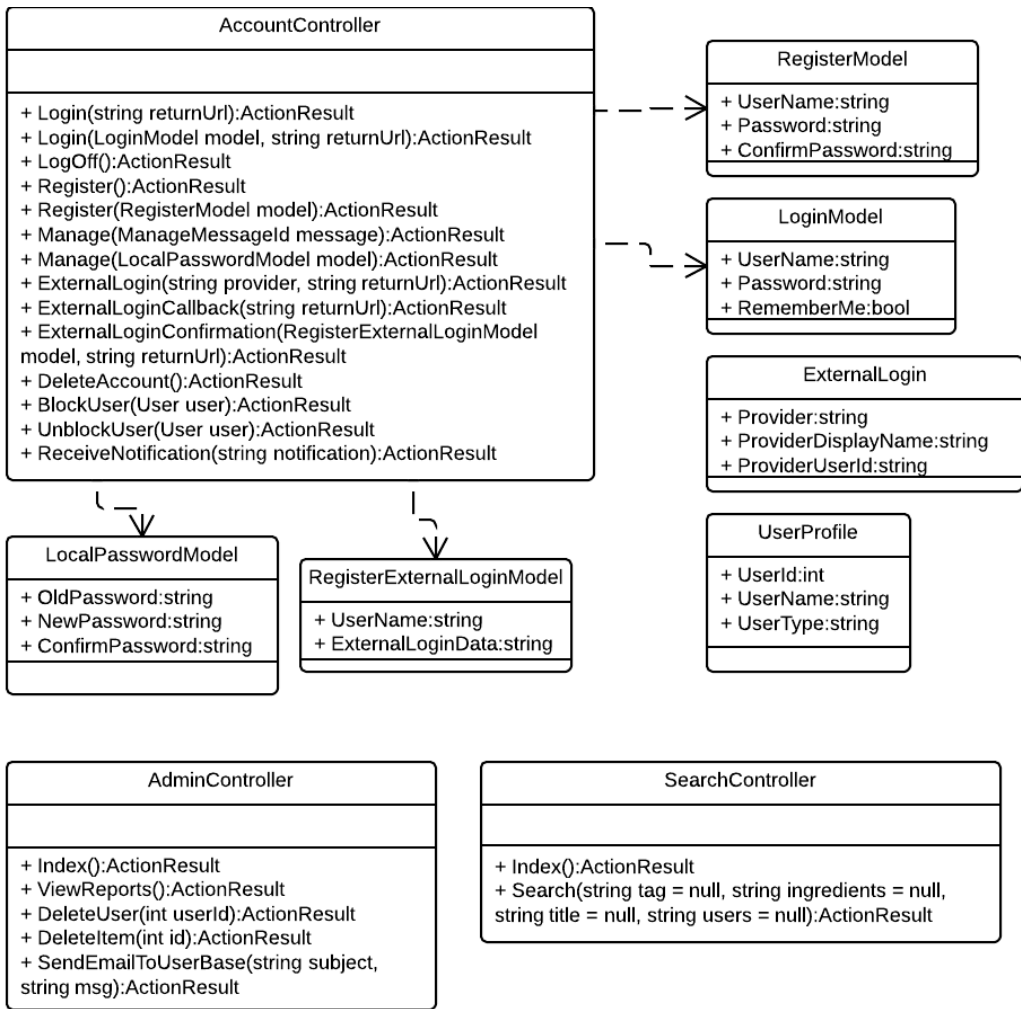 AccountController
+ Login(string returnUrl):ActionResult
+ Login(LoginModel model, string returnUrl):ActionResult
+ LogOff():ActionResult
+ Register():ActionResult
+ Register(RegisterModel model):ActionResult
+ Manage(ManageMessageId message):ActionResult
+ Manage(LocalPasswordModel model):ActionResult
+ ExternalLogin(string provider, string returnUrl):ActionResult
+ ExternalLoginCallback(string returnUrl):ActionResult
+ ExternalLoginConfirmation(RegisterExternalLoginModel
model, string returnUrl):ActionResult
+ DeleteAccount():ActionResult
+ BlockUser(User user):ActionResult
+ UnblockUser(User user):ActionResult
+ ReceiveNotification(string notification):ActionResult
RegisterModel
+ UserName:string
+ Password:string
+ ConfirmPassword:string
LoginModel
+ UserName:string
+ Password:string
+ RememberMe:bool
ExternalLogin
+ Provider:string
+ ProviderDisplayName:string
+ ProviderUserId:string
UserProfile
+ UserId:int
+ UserName:string
+ UserType:string
LocalPasswordModel
+ OldPassword:string
+ NewPassword:string
+ ConfirmPassword:string
RegisterExternalLoginModel
+ UserName:string
+ ExternalLoginData:string
AdminController
+ Index():ActionResult
+ ViewReports():ActionResult
+ DeleteUser(int userId):ActionResult
+ DeleteItem(int id):ActionResult
+ SendEmailToUserBase(string subject,
string msg):ActionResult
SearchController
+ Index():ActionResult
+ Search(string tag = null, string ingredients = null,
string title = null, string users = null):ActionResult